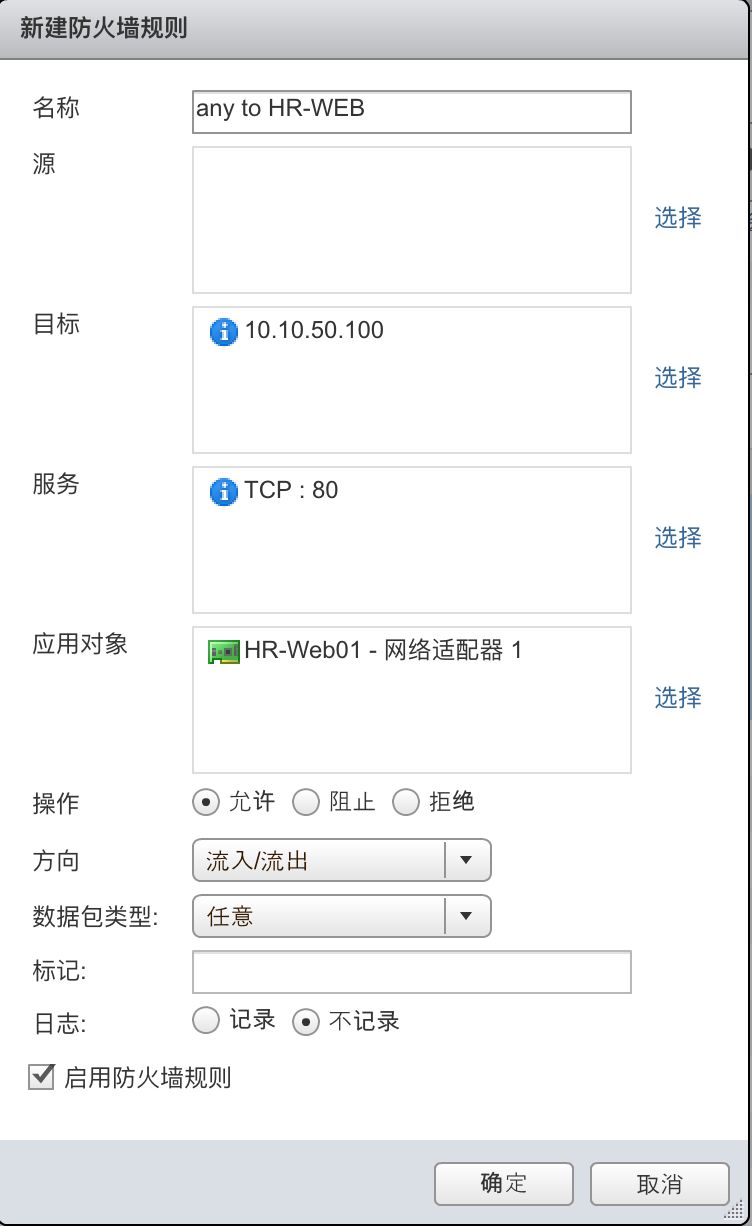 新建防火墙规则
名称 any to HR-WEB
源
选择
目标 10.10.50.100
选择
服务 TCP : 80
选择
应用对象 HR-Web01 - 网络适配器 1
选择
操作 允许 阻止 拒绝
方向 流入/流出
数据包类型: 任意
标记:
日志: 记录 不记录
启用防火墙规则
确定 取消